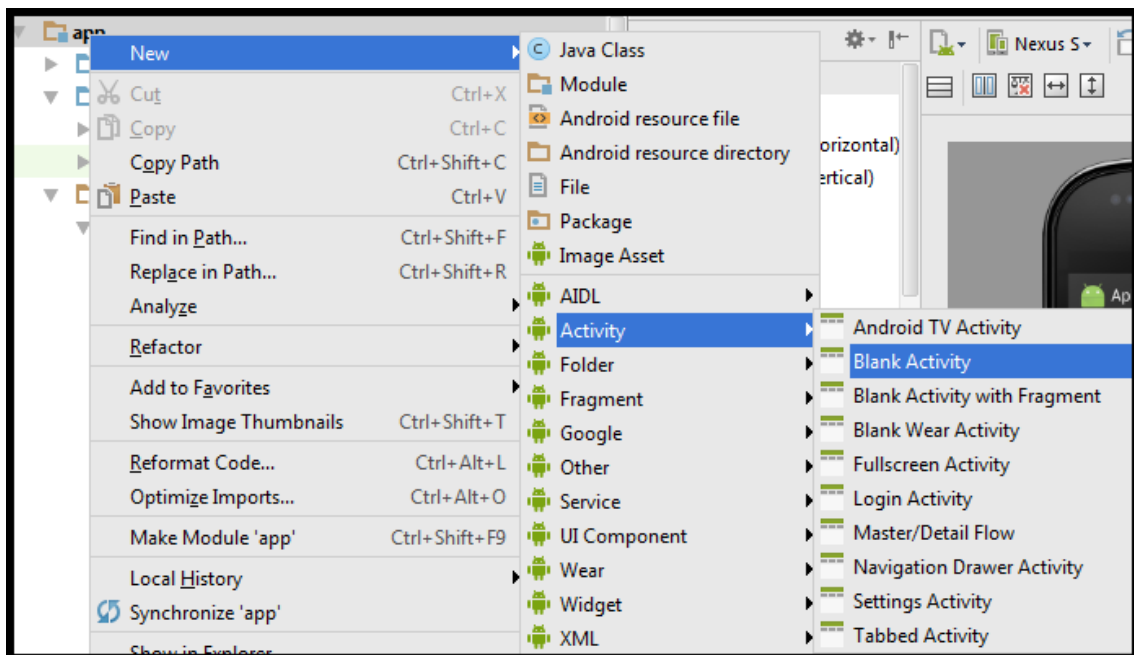 app
New
Cut Ctrl+X
Copy Ctrl+C
Copy Path Ctrl+Shift+C
Paste Ctrl+V
Find in Path... Ctrl+Shift+F
Replace in Path... Ctrl+Shift+R
Analyze
Refactor
Add to Favorites
Show Image Thumbnails Ctrl+Shift+T
Reformat Code... Ctrl+Alt+L
Optimize Imports... Ctrl+Alt+O
Make Module 'app' Ctrl+Shift+F9
Local History
Synchronize 'app'
Show in Explorer
Java Class
Module
Android resource file
Android resource directory
File
Package
Image Asset
AIDL
Activity
Folder
Fragment
Google
Other
Service
UI Component
Wear
Widget
XML
Nexus S
orizontal)
ertical)
Ap
Android TV Activity
Blank Activity
Blank Activity with Fragment
Blank Wear Activity
Fullscreen Activity
Login Activity
Master/Detail Flow
Navigation Drawer Activity
Settings Activity
Tabbed Activity